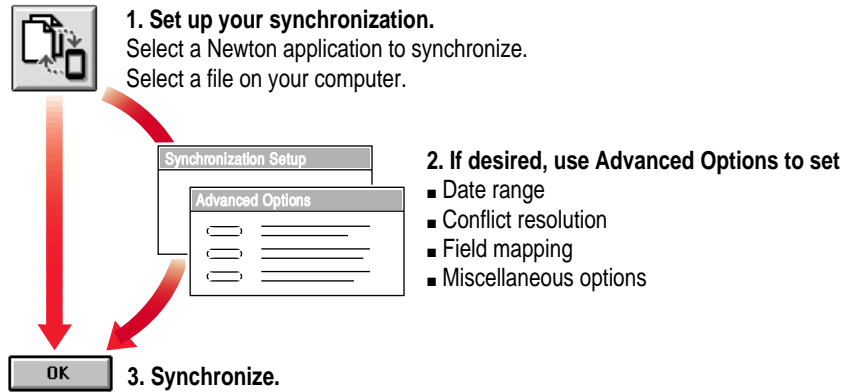 1. Set up your synchronization.
Select a Newton application to synchronize.
Select a file on your computer.
Synchronization Setup
Advanced Options
2. If desired, use Advanced Options to set
■ Date range
■ Conflict resolution
■ Field mapping
■ Miscellaneous options
OK
3. Synchronize.